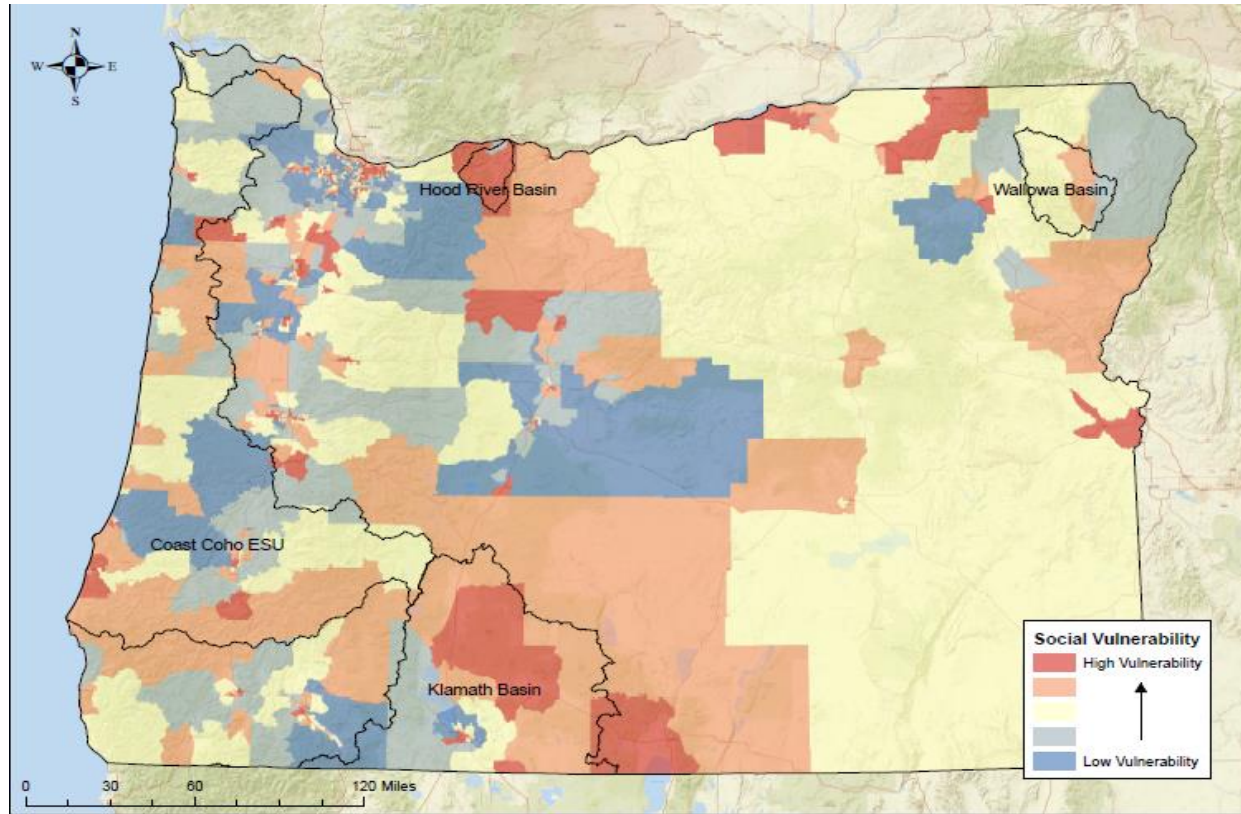 N
W E
S
Hood River Basin
Wallowa Basin
Coast Coho ESU
Klamath Basin
Social Vulnerability
High Vulnerability
Low Vulnerability
0 30 60 120 Miles